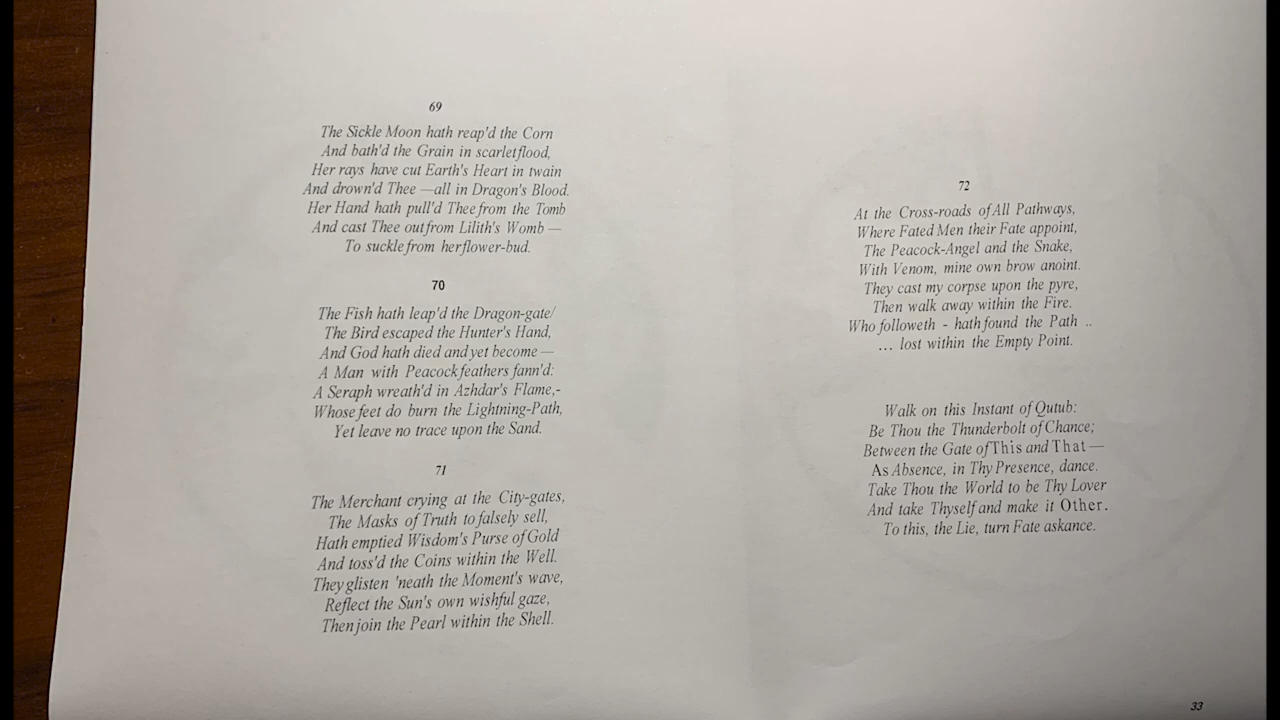 69
The Sickle Moon hath reap'd the Corn
And bath'd the Grain in scarletflood,
Her rays have cut Earth's Heart in twain
And drown'd Thee —all in Dragon's Blood.
Her Hand hath pull'd Theefrom the Tomb
And cast Thee outfrom Lilith's Womb —
To sucklefrom herflower-bud.
70
The Fish hath leap'd the Dragon-gate/
The Bird escaped the Hunter's Hand,
And God hath died andyet become —
A Man with Peacockfeathers fann'd:
A Seraph wreath'd in Azhdar's Flame,-
Whosefeet do burn the Lightning-Path,
Yet leave no trace upon the Sand.
71
The Merchant crying at the City-gates,
The Masks of Truth tofalsely sell,
Hath emptied Wisdom's Purse of Gold
And toss'd the Coins within the Well.
They glisten 'neath the Moment's wave,
Reflect the Sun's own wishful gaze,
Then join the Pearl within the Shell.
72
At the Cross-roads of All Pathways,
Where Fated Men their Fate appoint,
The Peacock-Angel and the Snake,
With Venom, mine own brow anoint.
They cast my corpse upon the pyre,
Then walk away within the Fire.
Who followeth - hath found the Path ..
... lost within the Empty Point.
Walk on this Instant of Qutub:
Be Thou the Thunderbolt of Chance;
Between the Gate of This and That —
As Absence, in Thy Presence, dance.
Take Thou the World to be Thy Lover
And take Thyself and make it Other.
To this, the Lie, turn Fate askance.
33